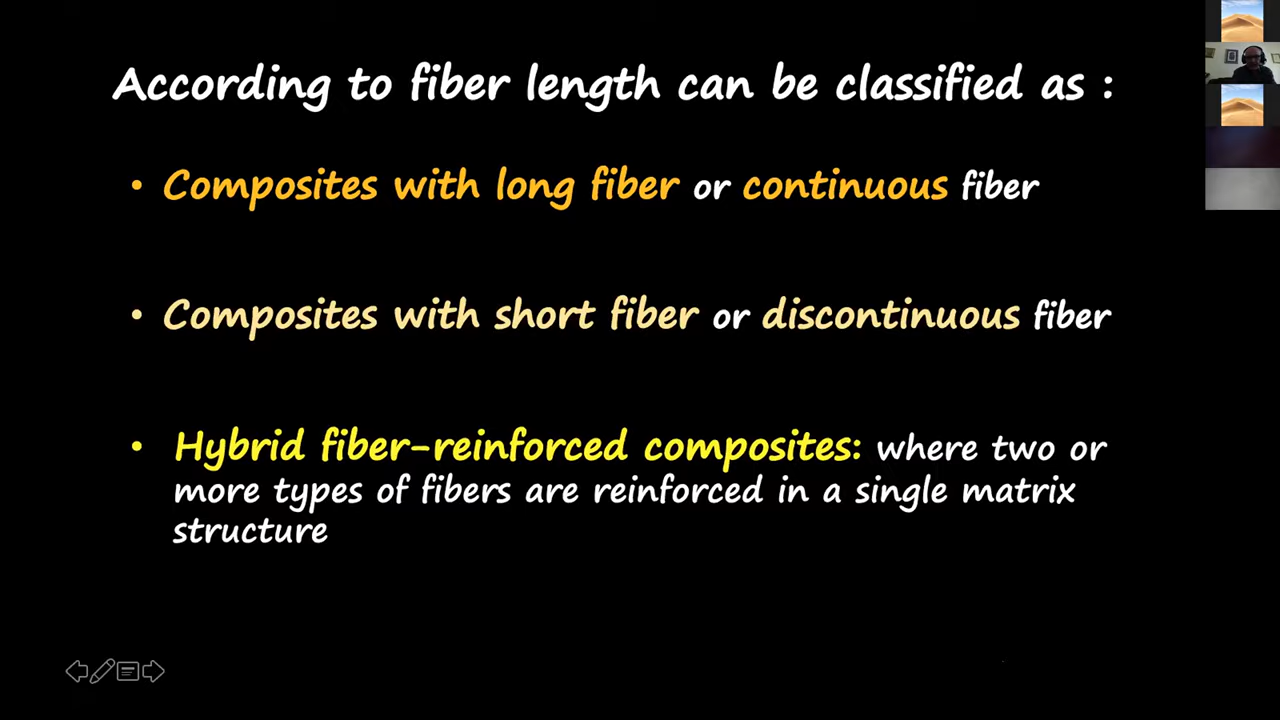 According to fiber length can be classified as :
• Composites with long fiber or continuous fiber
• Composites with short fiber or discontinuous fiber
• Hybrid fiber-reinforced composites: where two or
more types of fibers are reinforced in a single matrix
structure